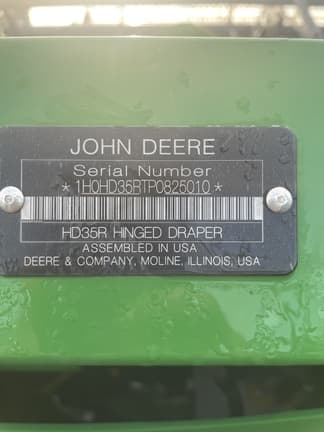 JOHN DEERE
Serial Number
*1H0HD35RTP0825010*
HD35R HINGED DRAPER
ASSEMBLED IN USA
DEERE & COMPANY, MOLINE, ILLINOIS, USA